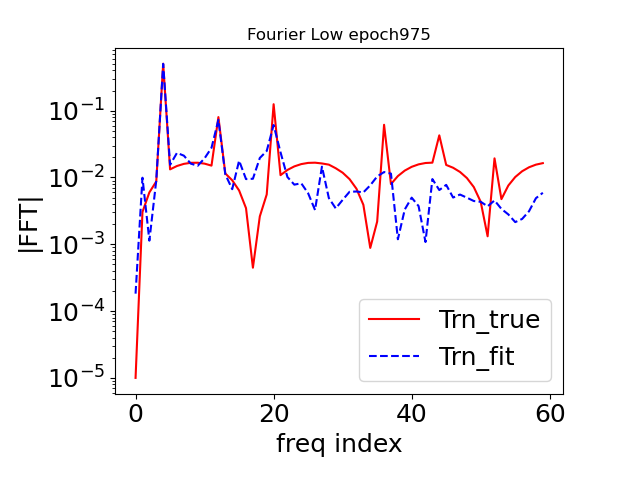 Fourier Low epoch975
|FFT|
10^{-1}
10^{-2}
10^{-3}
10^{-4}
10^{-5}
Trn_true
Trn_fit
0 20 40 60
freq index